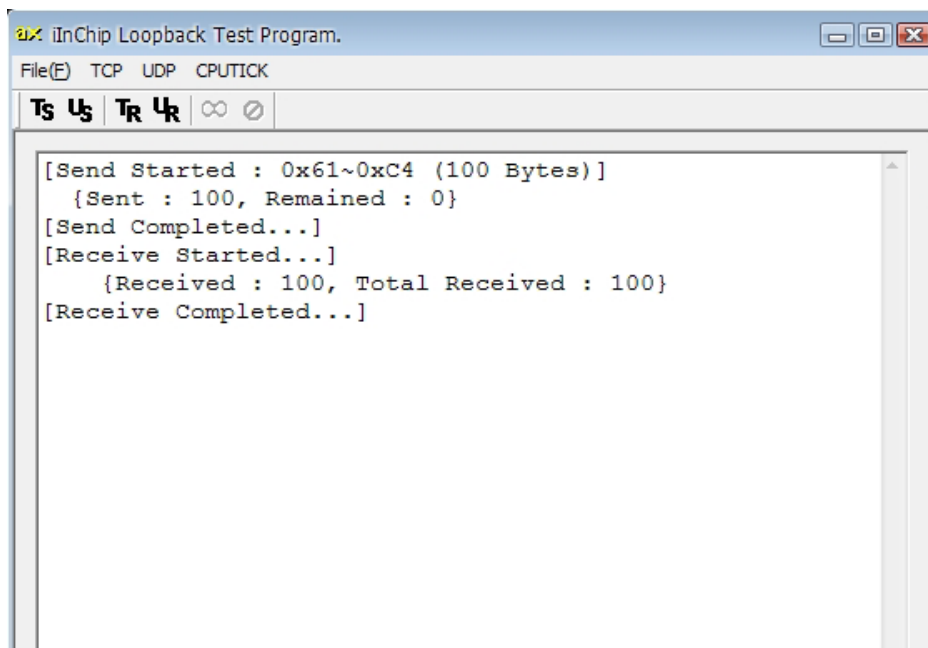 ax iInChip Loopback Test Program.
File(F) TCP UDP CPUTICK
TS US TR UR
[Send Started : 0x61~0xC4 (100 Bytes)]
{Sent : 100, Remained : 0}
[Send Completed...]
[Receive Started...]
{Received : 100, Total Received : 100}
[Receive Completed...]